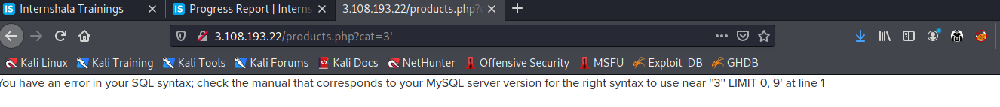 Internshala Trainings
Progress Report | Interns
3.108.193.22/products.php?
3.108.193.22/products.php?cat=3'
Kali Linux Kali Training Kali Tools Kali Forums Kali Docs NetHunter Offensive Security MSFU Exploit-DB GHDB
You have an error in your SQL syntax; check the manual that corresponds to your MySQL server version for the right syntax to use near ''3'' LIMIT 0, 9' at line 1